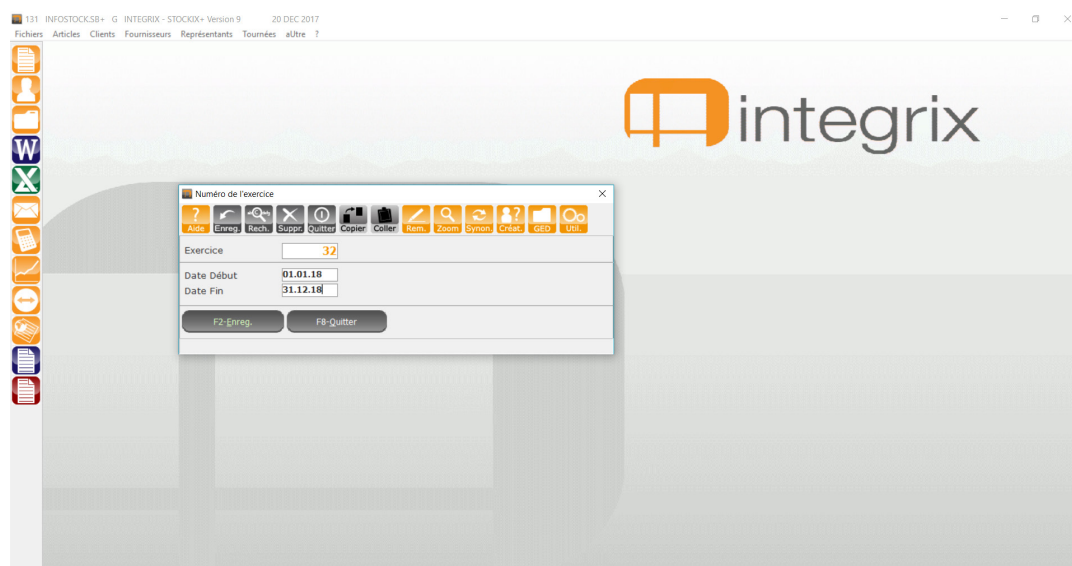 131 INFOSTOCK.SB+ G INTEGRIX - STOCKIX+ Version 9 20 DEC 2017
Fichiers Articles Clients Fournisseurs Représentants Tournées aUtre ?
integrix
W
X
Numéro de l'exercice
? ?
Aide Enreg. Rech. Suppr. Quitter Copier Coller Rem. Zoom Synon. Créat. GED Util.
Exercice 32
Date Début 01.01.18
Date Fin 31.12.18
F2-Enreg. F8-Quitter